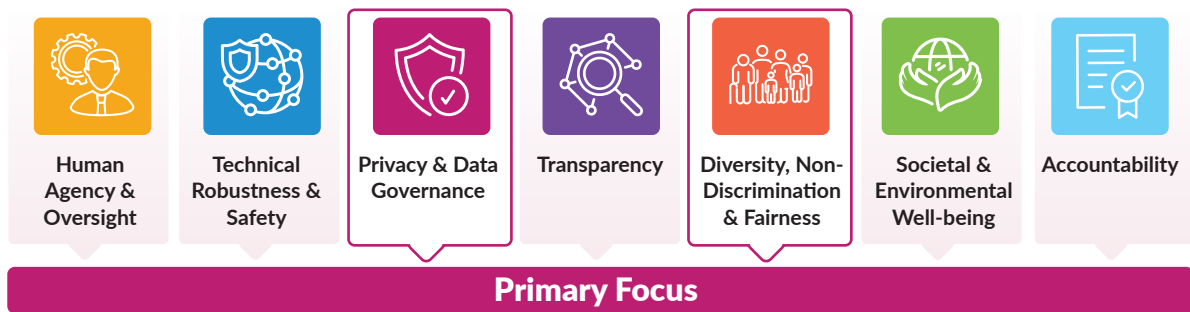 Human
Agency &
Oversight
Technical
Robustness &
Safety
Privacy & Data
Governance
Transparency
Diversity, Non-
Discrimination
& Fairness
Societal &
Environmental
Well-being
Accountability
Primary Focus